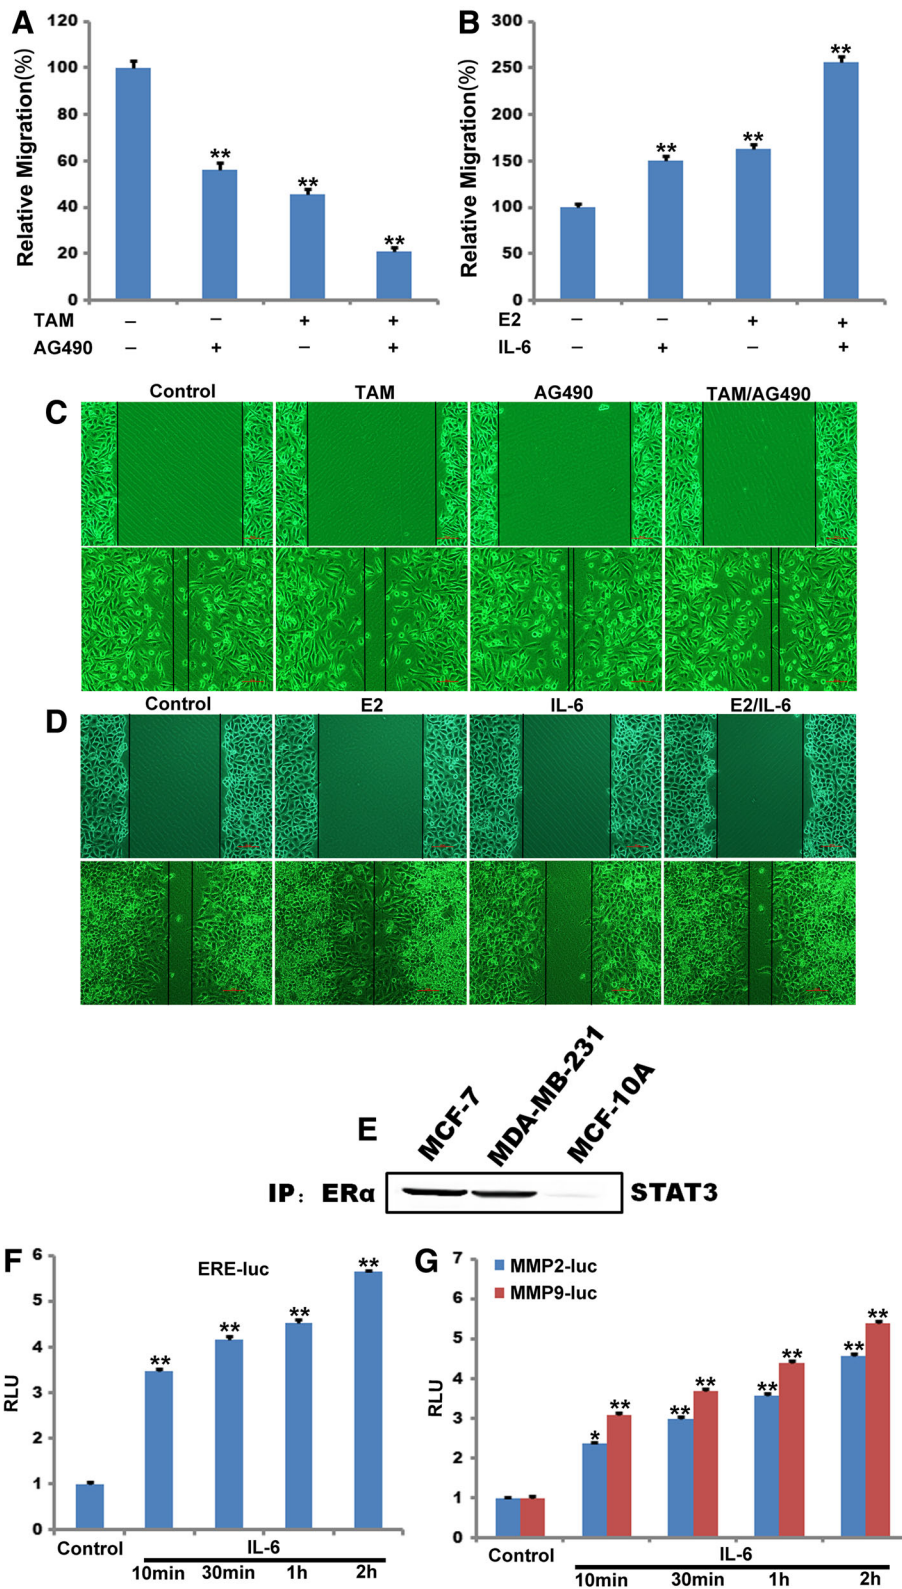 A
Relative Migration(%)
120
100
80
60
40
20
0
** ** **
TAM – – + +
AG490 – + – +
B
Relative Migration(%)
300
250
200
150
100
50
0
** ** **
E2 – – + +
IL-6 – + – +
C
Control TAM AG490 TAM/AG490
D
Control E2 IL-6 E2/IL-6
E
MCF-7 MDA-MB-231 MCF-10A
IP: ERα STAT3
F
ERE-luc
RLU
6
5
4
3
2
1
0
** ** ** **
Control IL-6
10min 30min 1h 2h
G
MMP2-luc
MMP9-luc
RLU
7
6
5
4
3
2
1
0
* ** ** ** ** ** ** **
Control IL-6
10min 30min 1h 2h